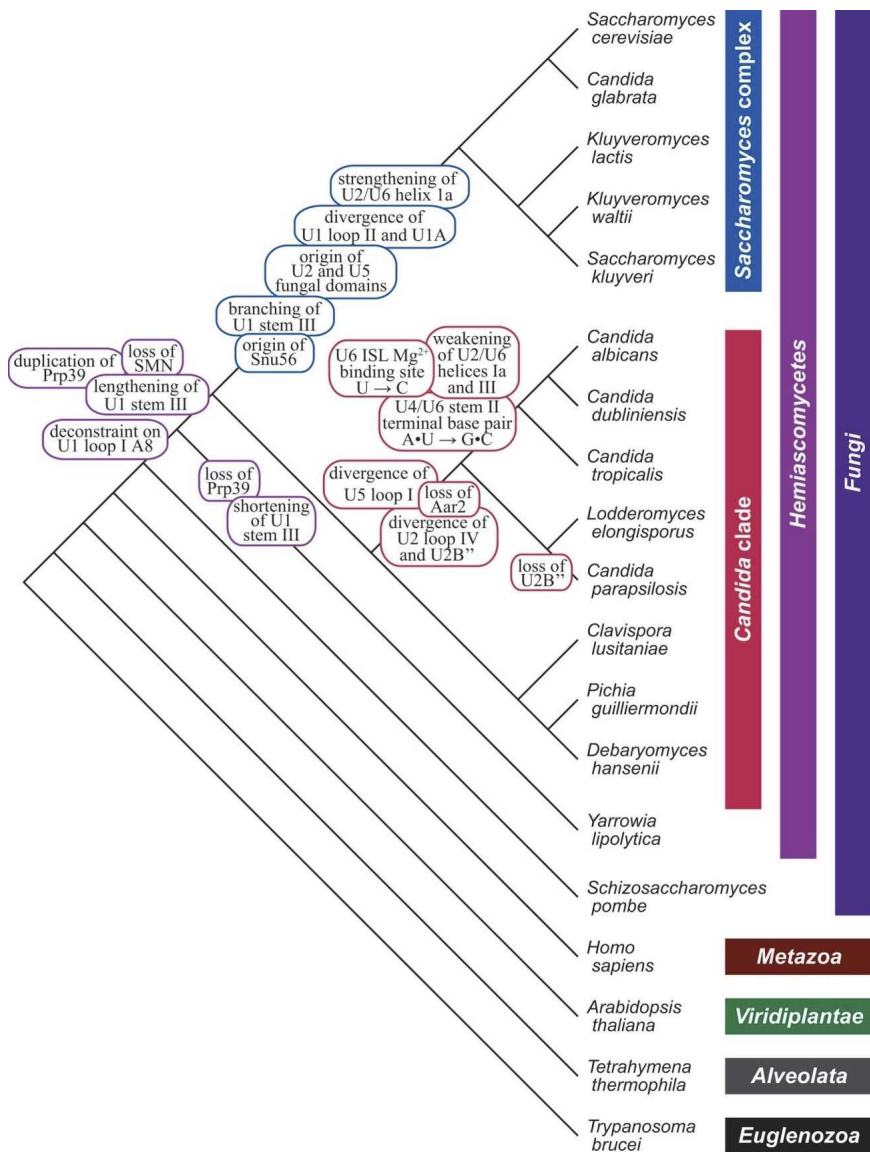 Saccharomyces
cerevisiae
Candida
glabrata
Kluyveromyces
lactis
Kluyveromyces
waltii
Saccharomyces
kluyveri
Candida
albicans
Candida
dubliniensis
Candida
tropicalis
Lodderomyces
elongisporus
Candida
parapsilosis
Clavispora
lusitaniae
Pichia
guilliermondii
Debaryomyces
hansenii
Yarrowia
lipolytica
Schizosaccharomyces
pombe
Homo
sapiens
Arabidopsis
thaliana
Tetrahymena
thermophila
Trypanosoma
brucei
strengthening of
U2/U6 helix 1a
divergence of
U1 loop II and U1A
origin of
U2 and U5
fungal domains
branching of
U1 stem III
origin of
Snu56
duplication of
Prp39
loss of
SMN
lengthening of
U1 stem III
deconstraint on
U1 loop I A8
loss of
Prp39
shortening
of U1
stem III
U6 ISL Mg2+
binding site
U → C
weakening
of U2/U6
helices Ia
and III
U4/U6 stem II
terminal base pair
A•U → G•C
divergence of
U5 loop I
loss of
Aar2
divergence of
U2 loop IV
and U2B’’
loss of
U2B’’
Saccharomyces complex
Candida clade
Hemiascomycetes
Fungi
Metazoa
Viridiplantae
Alveolata
Euglenozoa